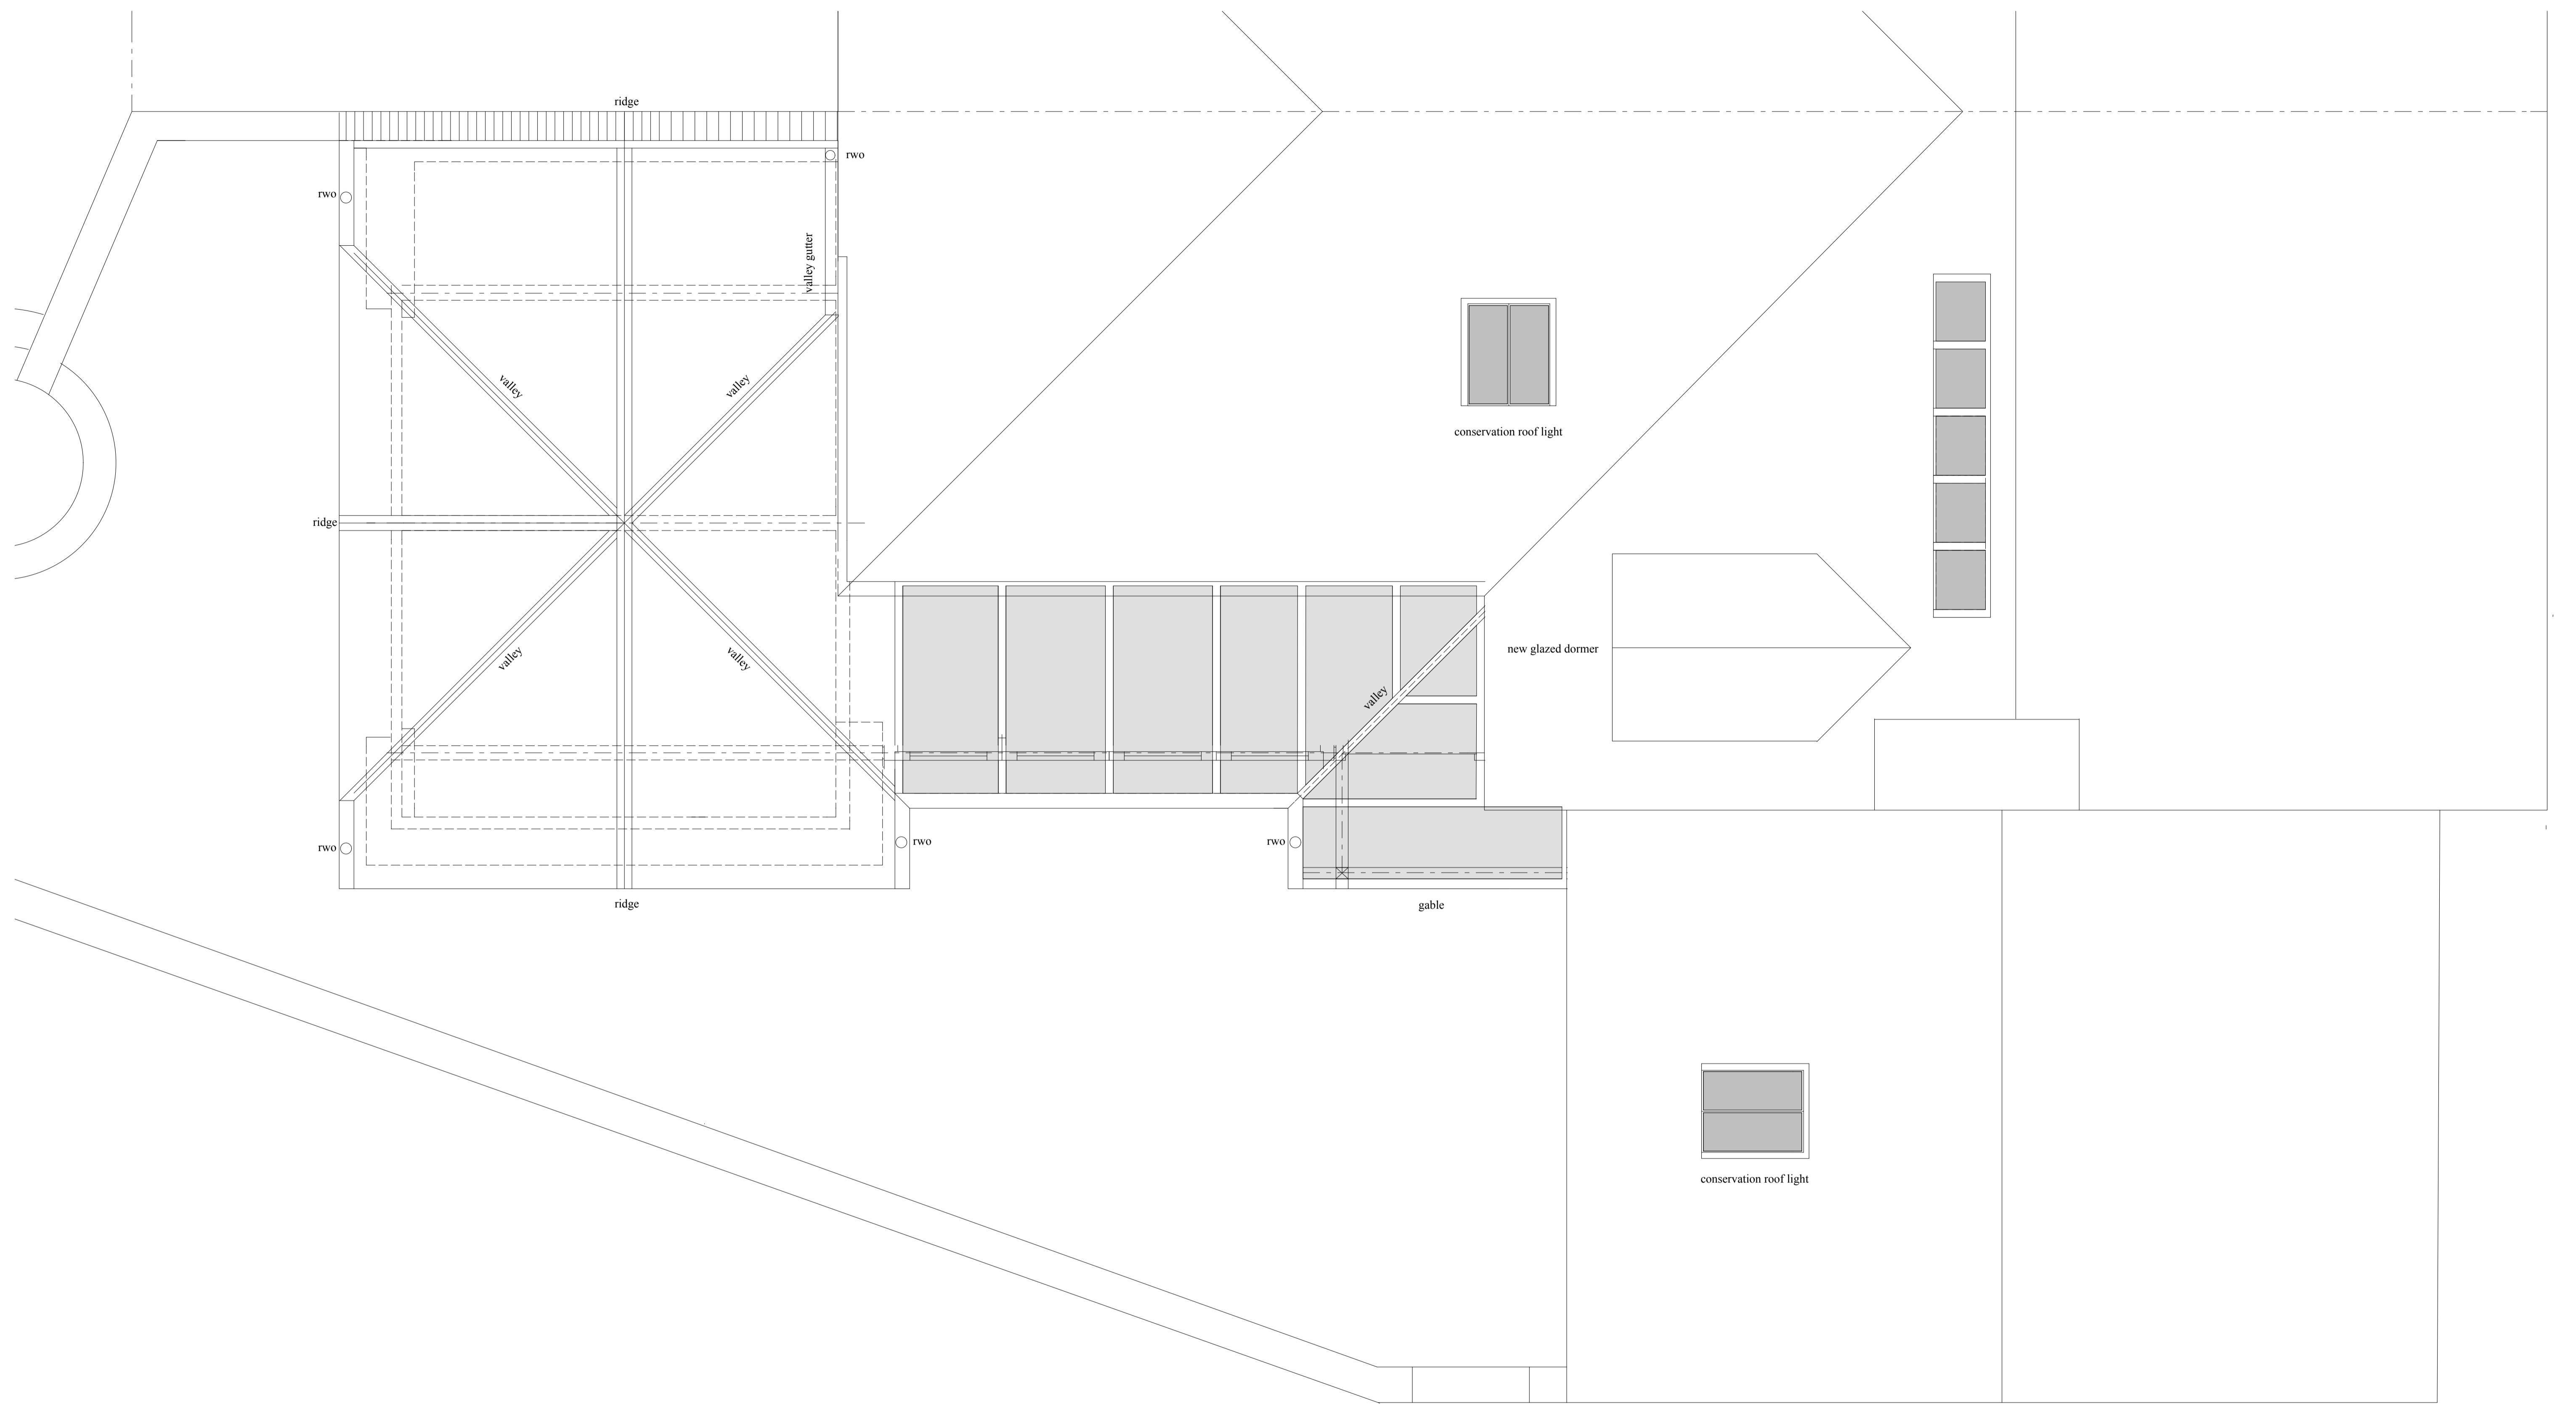 ridge
rwo
rwo
valley gutter
valley
valley
conservation roof light
ridge
valley
valley
new glazed dormer
valley
rwo
rwo
rwo
ridge
gable
conservation roof light